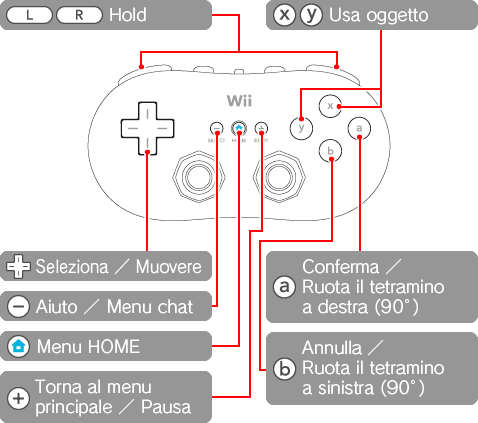 L R Hold
x y Usa oggetto
Wii
x
y
a
b
SELECT HOME START
Seleziona ／ Muovere
Aiuto ／ Menu chat
Menu HOME
Torna al menu
principale ／ Pausa
a Conferma ／
Ruota il tetramino
a destra (90°)
b Annulla ／
Ruota il tetramino
a sinistra (90°)